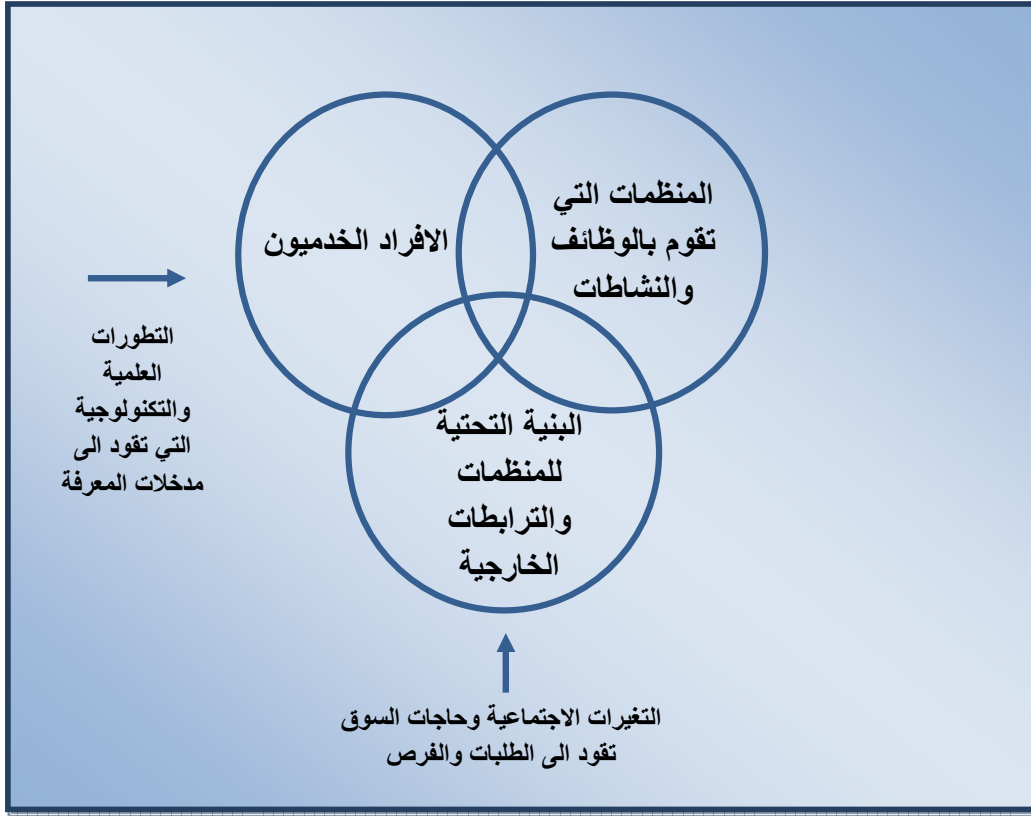 المنظمات التي
تقوم بالوظائف
والنشاطات
الافراد الخدميون
التطورات
العلمية
والتكنولوجية
التي تقود الى
مدخلات المعرفة
البنية التحتية
للمنظمات
والترابطات
الخارجية
التغيرات الاجتماعية وحاجات السوق
تقود الى الطلبات والفرص